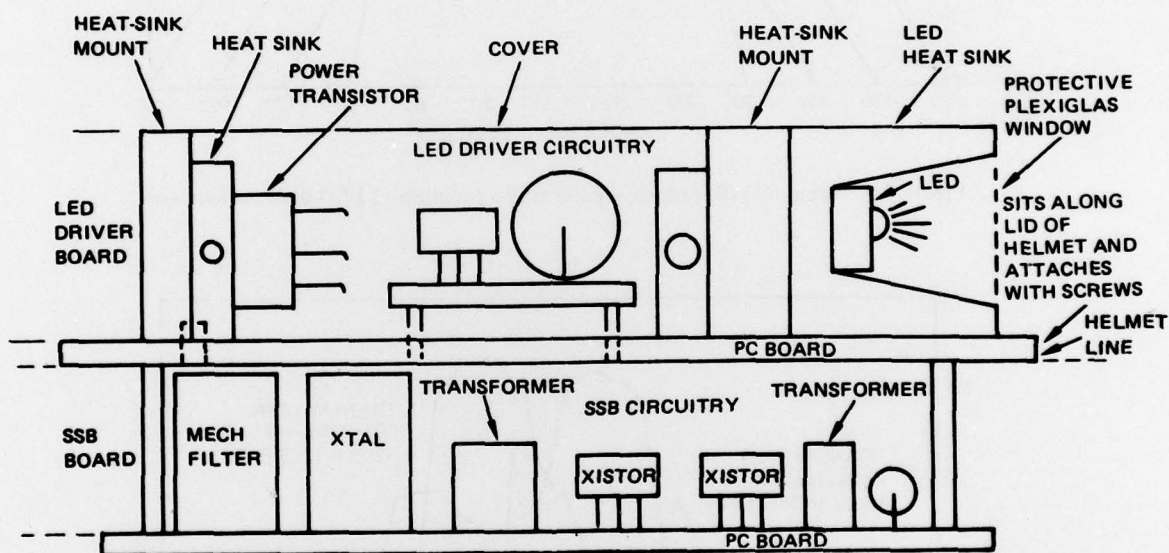 HEAT-SINK
MOUNT
HEAT SINK
POWER
TRANSISTOR
COVER
HEAT-SINK
MOUNT
LED
HEAT SINK
PROTECTIVE
PLEXIGLAS
WINDOW
LED DRIVER CIRCUITRY
LED
LED
DRIVER
BOARD
SITS ALONG
LID OF
HELMET AND
ATTACHES
WITH SCREWS
HELMET
LINE
PC BOARD
TRANSFORMER
SSB CIRCUITRY
TRANSFORMER
SSB
BOARD
MECH
FILTER
XTAL
XISTOR
XISTOR
PC BOARD